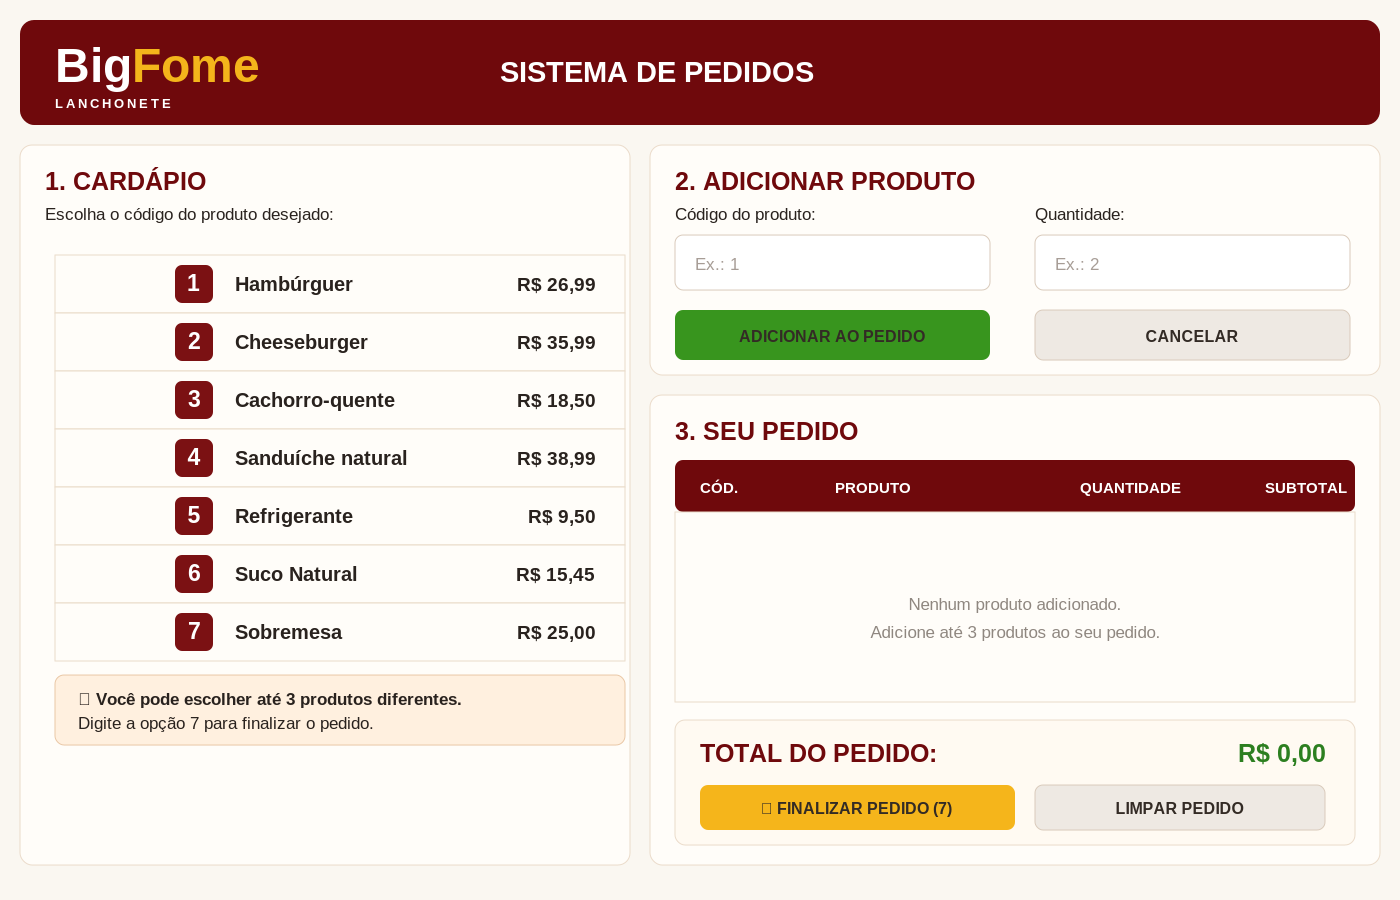 BigFome
LANCHONETE
SISTEMA DE PEDIDOS
1. CARDÁPIO
Escolha o código do produto desejado:
1 Hambúrguer R$ 26,99
2 Cheeseburger R$ 35,99
3 Cachorro-quente R$ 18,50
4 Sanduíche natural R$ 38,99
5 Refrigerante R$ 9,50
6 Suco Natural R$ 15,45
7 Sobremesa R$ 25,00
Você pode escolher até 3 produtos diferentes.
Digite a opção 7 para finalizar o pedido.
2. ADICIONAR PRODUTO
Código do produto: Quantidade:
Ex.: 1 Ex.: 2
ADICIONAR AO PEDIDO CANCELAR
3. SEU PEDIDO
CÓD. PRODUTO QUANTIDADE SUBTOTAL
Nenhum produto adicionado.
Adicione até 3 produtos ao seu pedido.
TOTAL DO PEDIDO: R$ 0,00
FINALIZAR PEDIDO (7) LIMPAR PEDIDO